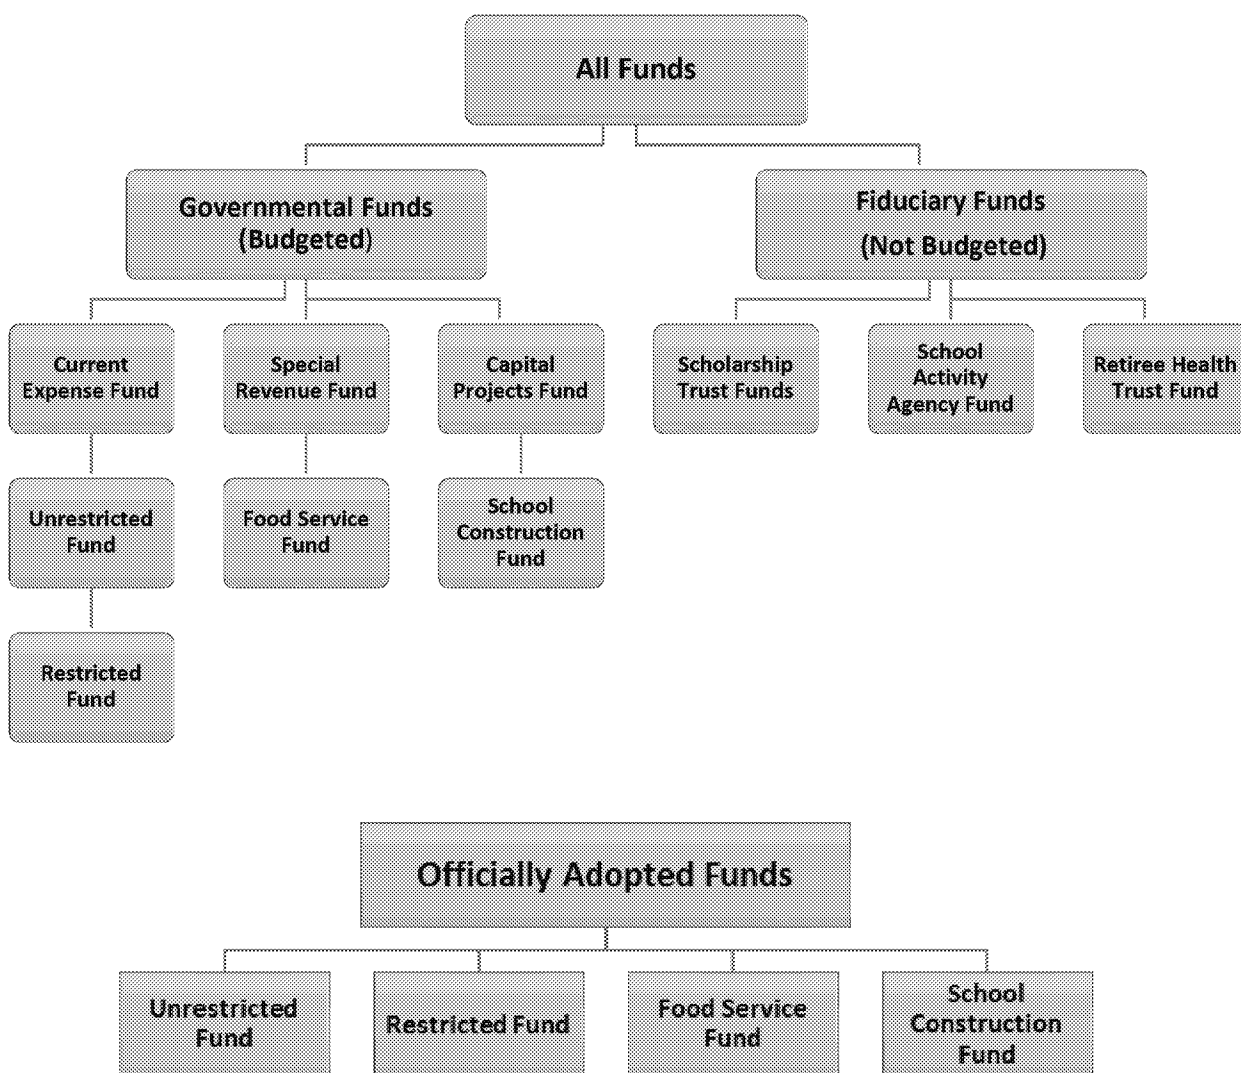 All Funds
Governmental Funds
(Budgeted)
Fiduciary Funds
(Not Budgeted)
Current
Expense Fund
Special
Revenue Fund
Capital
Projects Fund
Scholarship
Trust Funds
School
Activity
Agency Fund
Retiree Health
Trust Fund
Unrestricted
Fund
Food Service
Fund
School
Construction
Fund
Restricted
Fund
Officially Adopted Funds
Unrestricted
Fund
Restricted Fund
Food Service
Fund
School
Construction
Fund